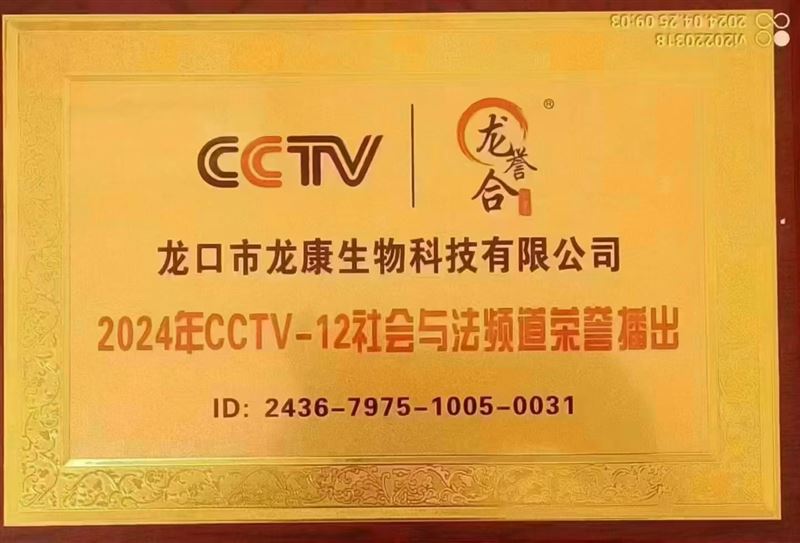 2024.04.25 09:03
vi20220318
CCTV
龙誉合®
龙口市龙康生物科技有限公司
2024年CCTV-12社会与法频道荣誉播出
ID: 2436-7975-1005-0031